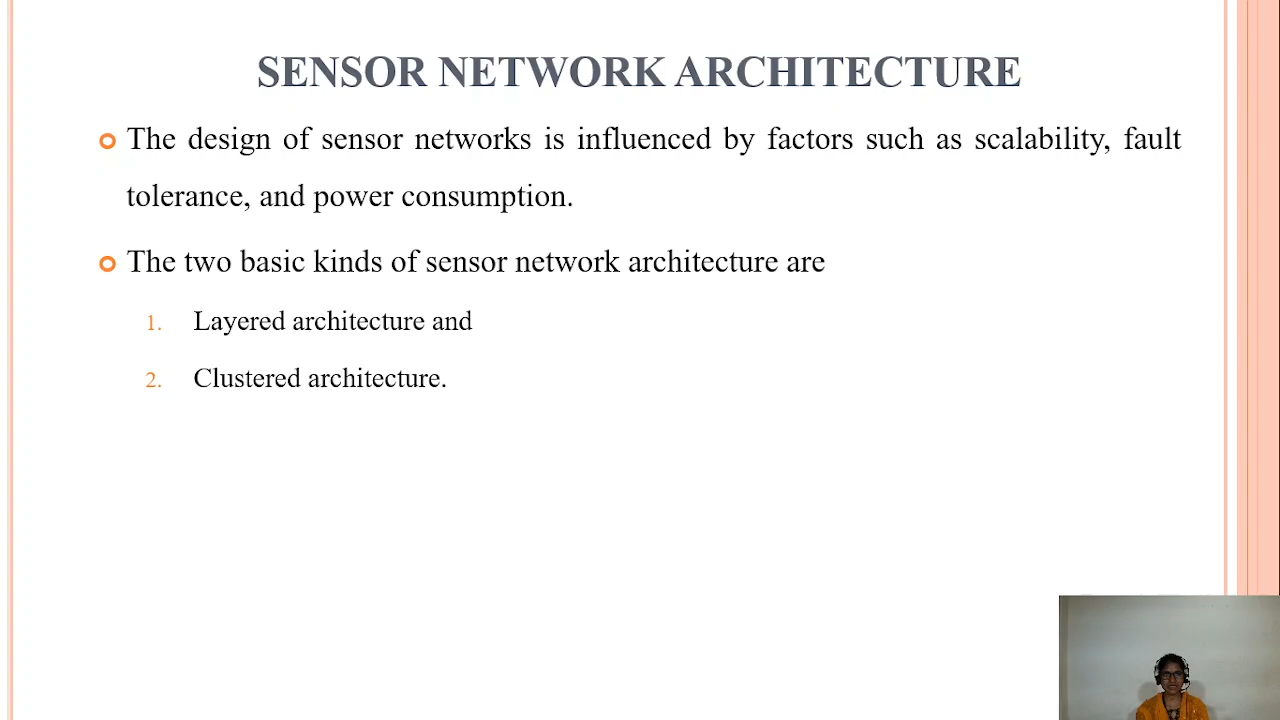 SENSOR NETWORK ARCHITECTURE
The design of sensor networks is influenced by factors such as scalability, fault
tolerance, and power consumption.
The two basic kinds of sensor network architecture are
1. Layered architecture and
2. Clustered architecture.